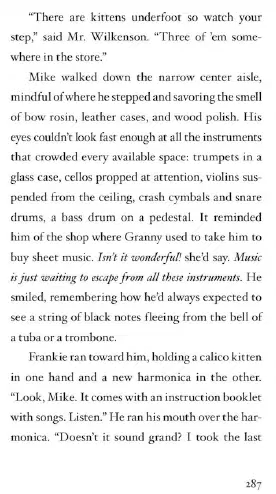 “There are kittens underfoot so watch your
step,” said Mr. Wilkenson. “Three of ’em some-
where in the store.”
Mike walked down the narrow center aisle,
mindful of where he stepped and savoring the smell
of bow rosin, leather cases, and wood polish. His
eyes couldn’t look fast enough at all the instruments
that crowded every available space: trumpets in a
glass case, cellos propped at attention, violins sus-
pended from the ceiling, crash cymbals and snare
drums, a bass drum on a pedestal. It reminded
him of the shop where Granny used to take him to
buy sheet music. Isn’t it wonderful! she’d say. Music
is just waiting to escape from all these instruments. He
smiled, remembering how he’d always expected to
see a string of black notes fleeing from the bell of
a tuba or a trombone.
Frankie ran toward him, holding a calico kitten
in one hand and a new harmonica in the other.
“Look, Mike. It comes with an instruction booklet
with songs. Listen.” He ran his mouth over the har-
monica. “Doesn’t it sound grand? I took the last
287